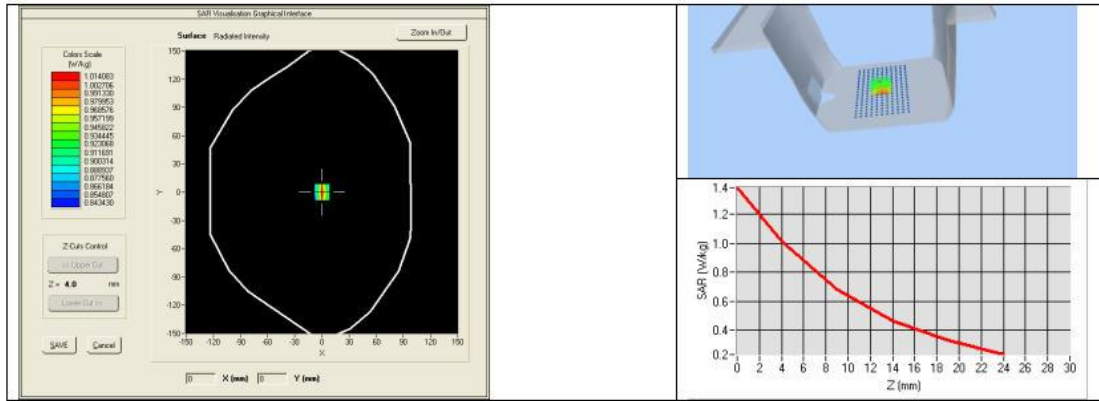 SAR Visualisation Graphical Interface
Surface Radiated Intensity
Zoom In/Out
Colors Scale
(W/kg)
1.014083
1.002706
0.991330
0.979953
0.968576
0.957199
0.945822
0.934445
0.923068
0.911691
0.900314
0.888937
0.877560
0.866184
0.854807
0.843430
Z-Cuts Control
<< Upper Cut
Z = 4.0 mm
Lower Cut >>
SAVE Cancel
150
120
90
60
30
0
-30
-60
-90
-120
-150
Y
-150 -120 -90 -60 -30 0 30 60 90 120 150
X
0 X (mm) 0 Y (mm)
1.4
1.2
1.0
0.8
0.6
0.4
0.2
SAR (W/kg)
0 2 4 6 8 10 12 14 16 18 20 22 24 26 28 30
Z (mm)